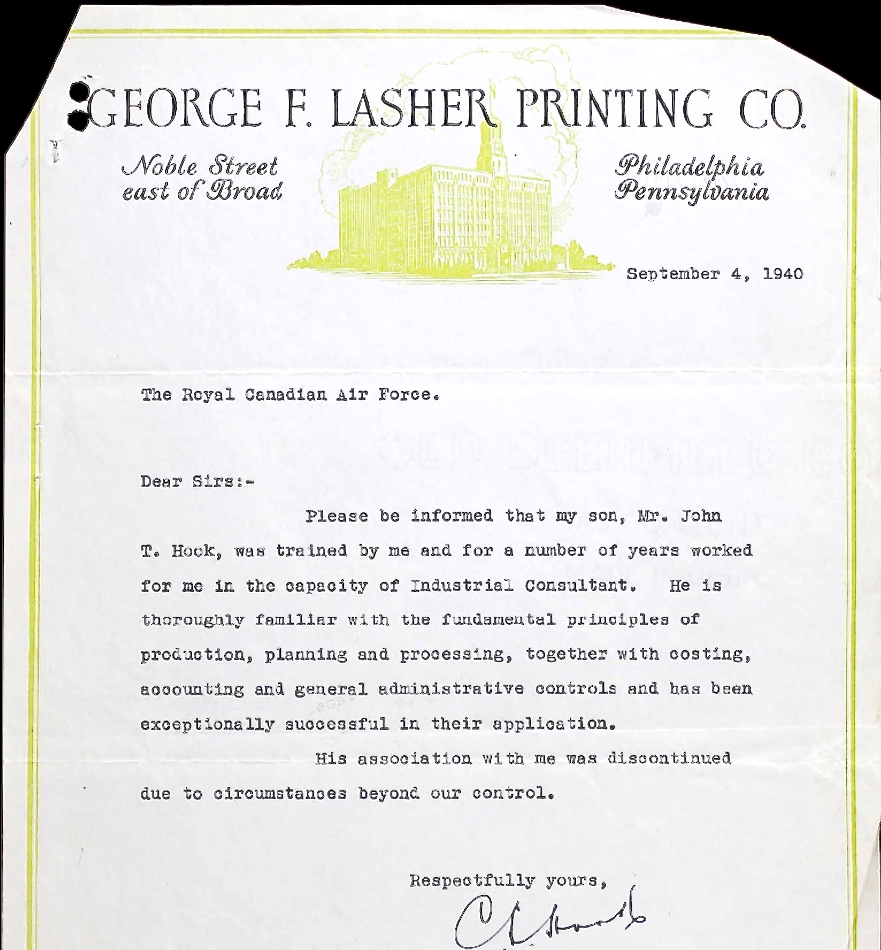 GEORGE F. LASHER PRINTING CO.
Noble Street
east of Broad
Philadelphia
Pennsylvania
September 4, 1940
The Royal Canadian Air Force.
Dear Sirs:-
Please be informed that my son, Mr. John
T. Hook, was trained by me and for a number of years worked
for me in the capacity of Industrial Consultant. He is
thoroughly familiar with the fundamental principles of
production, planning and processing, together with costing,
accounting and general administrative controls and has been
exceptionally successful in their application.
His association with me was discontinued
due to circumstances beyond our control.
Respectfully yours,